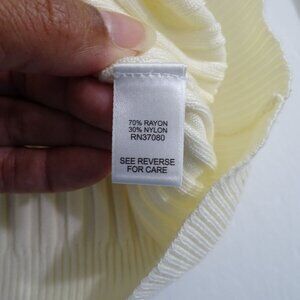 70% RAYON
30% NYLON
RN37080
SEE REVERSE
FOR CARE